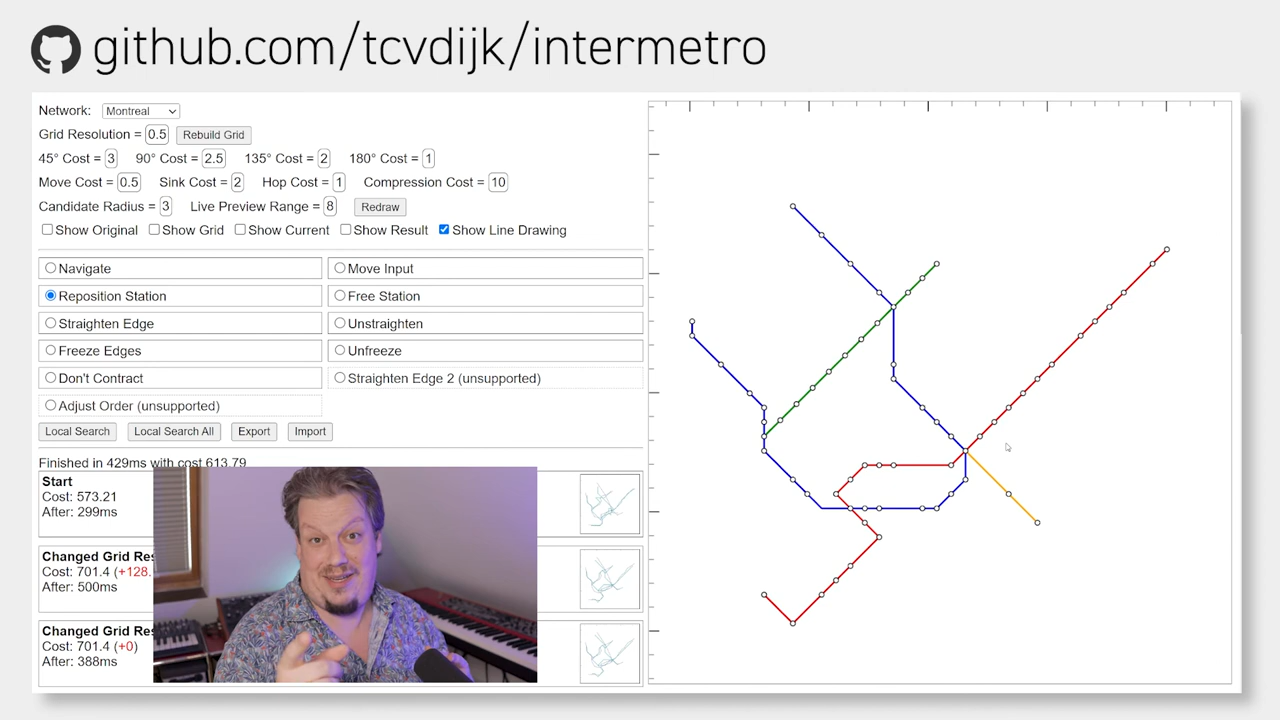 github.com/tcvdijk/intermetro
Network: Montreal
Grid Resolution = 0.5 Rebuild Grid
45° Cost = 3 90° Cost = 2.5 135° Cost = 2 180° Cost = 1
Move Cost = 0.5 Sink Cost = 2 Hop Cost = 1 Compression Cost = 10
Candidate Radius = 3 Live Preview Range = 8 Redraw
Show Original Show Grid Show Current Show Result Show Line Drawing
Navigate Move Input
Reposition Station Free Station
Straighten Edge Unstraighten
Freeze Edges Unfreeze
Don't Contract Straighten Edge 2 (unsupported)
Adjust Order (unsupported)
Local Search Local Search All Export Import
Finished in 429ms with cost 613.79
Start
Cost: 573.21
After: 299ms
Changed Grid Res
Cost: 701.4 (+128.
After: 500ms
Changed Grid Res
Cost: 701.4 (+0)
After: 388ms